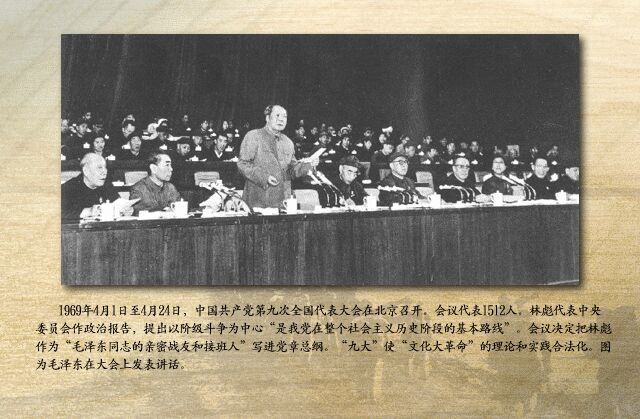 1969年4月1日至4月24日，中国共产党第九次全国代表大会在北京召开。会议代表1512人。林彪代表中央
委员会作政治报告，提出以阶级斗争为中心“是我党在整个社会主义历史阶段的基本路线”。会议决定把林彪
作为“毛泽东同志的亲密战友和接班人”写进党章总纲。“九大”使“文化大革命”的理论和实践合法化。图
为毛泽东在大会上发表讲话。